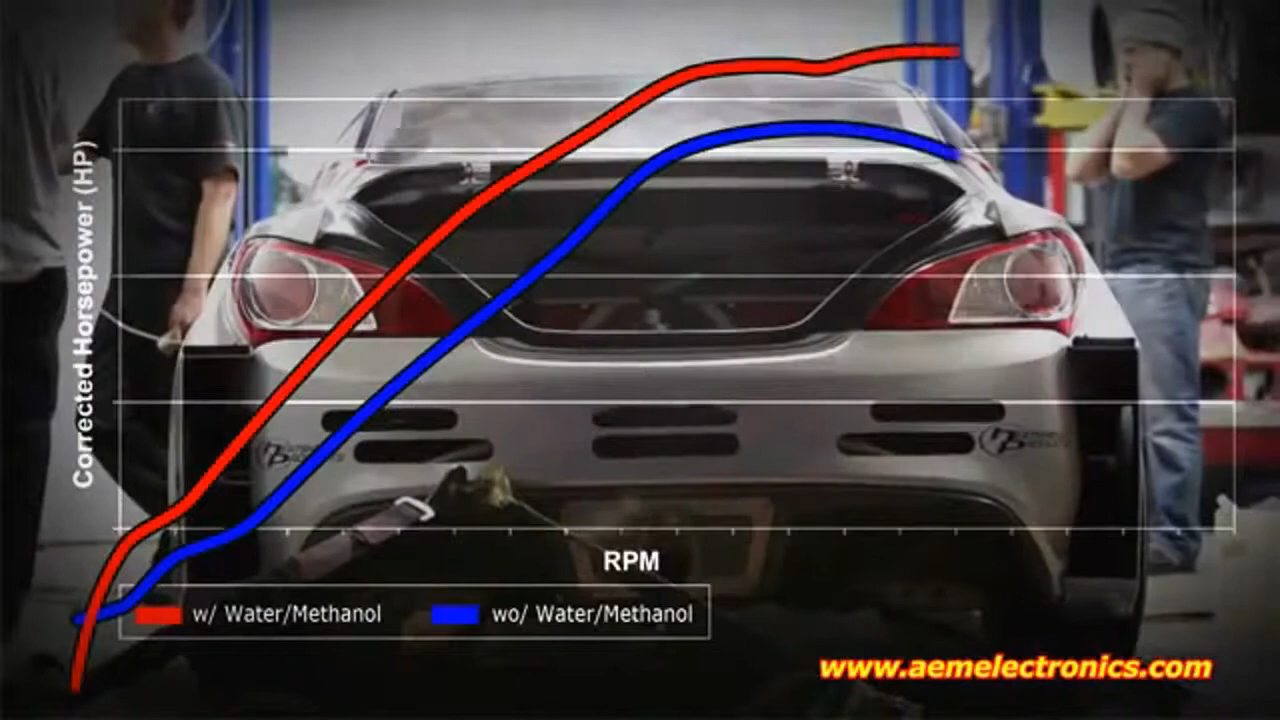 Corrected Horsepower (HP)
RPM
w/ Water/Methanol
wo/ Water/Methanol
www.aemelectronics.com